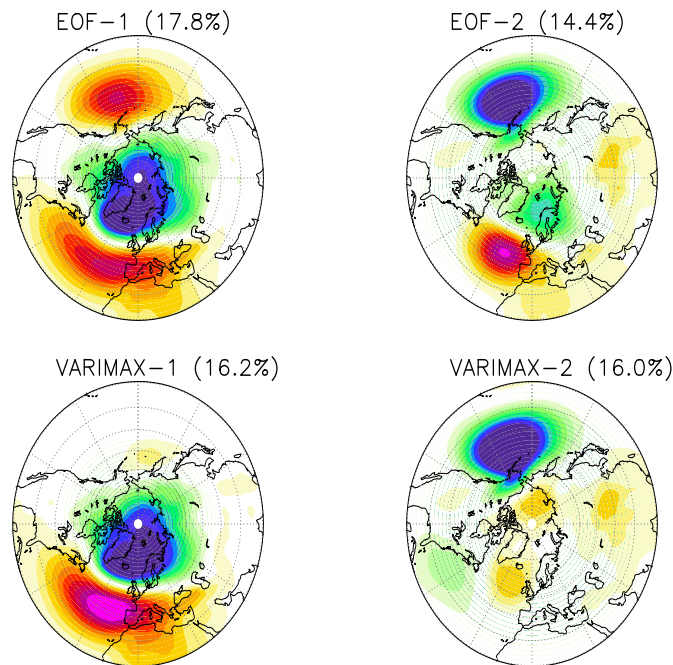 EOF-1 (17.8%)
EOF-2 (14.4%)
VARIMAX-1 (16.2%)
VARIMAX-2 (16.0%)